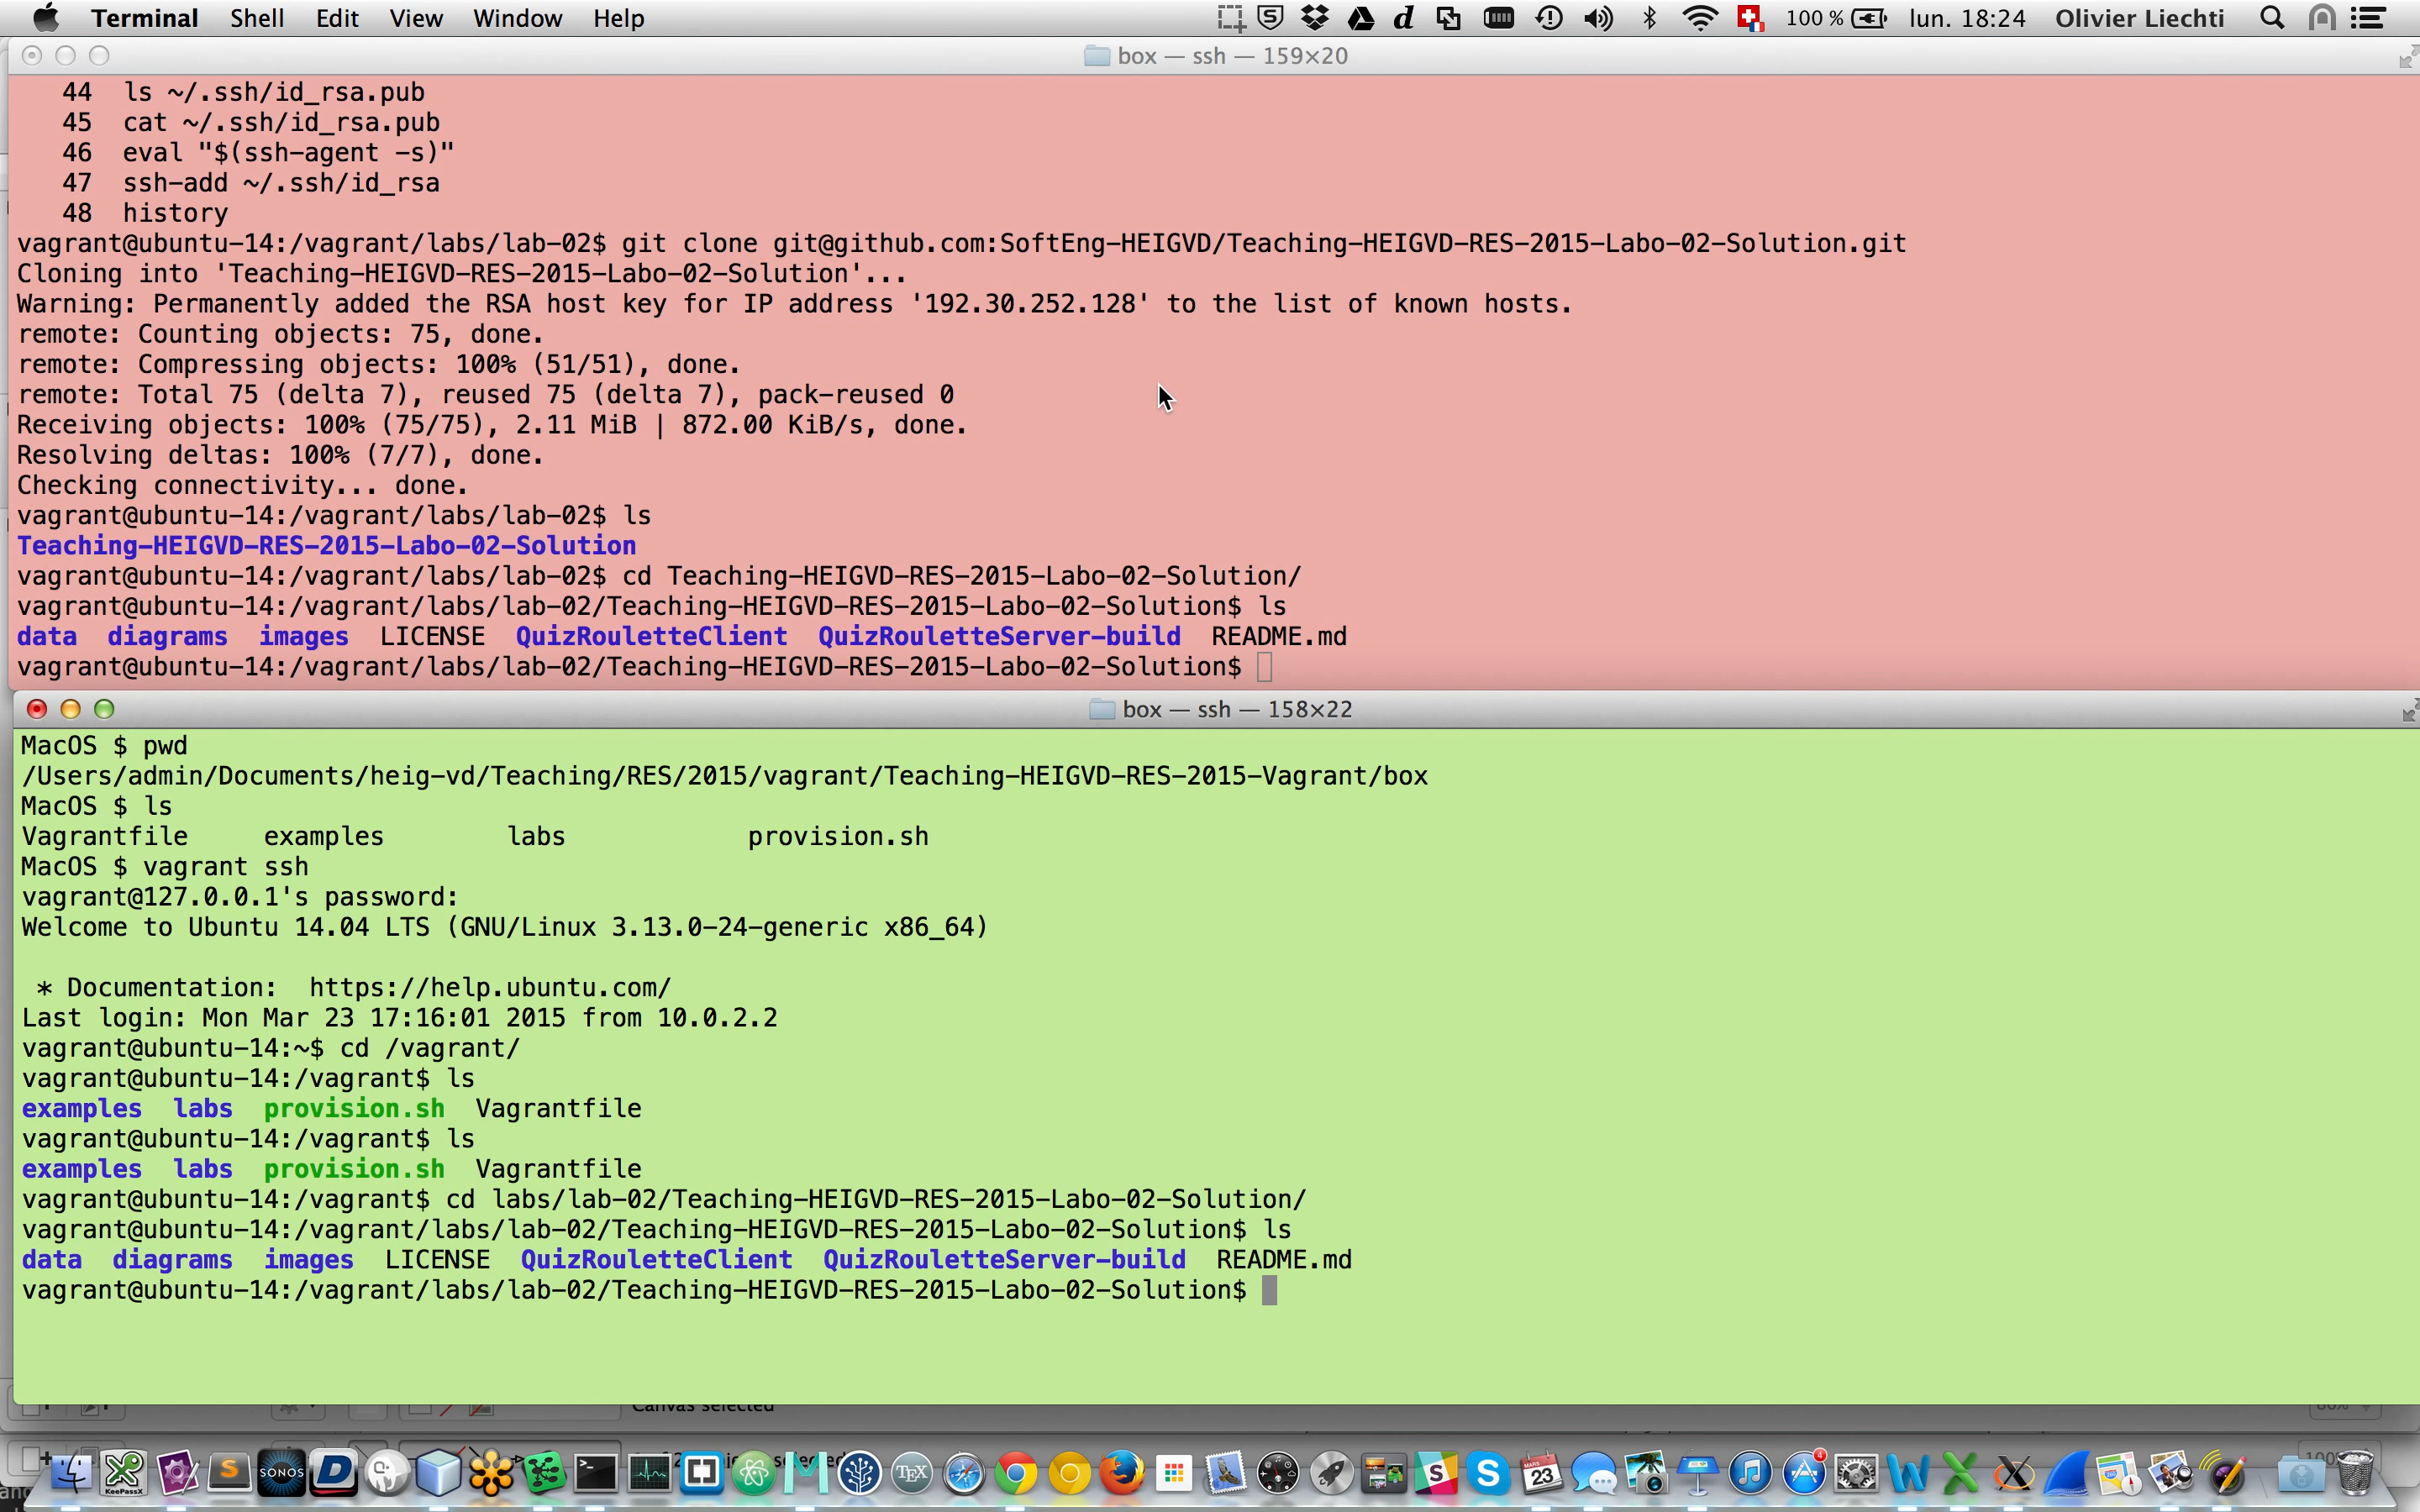 Terminal Shell Edit View Window Help 100 % lun. 18:24 Olivier Liechti
box — ssh — 159×20
44 ls ~/.ssh/id_rsa.pub
45 cat ~/.ssh/id_rsa.pub
46 eval "$(ssh-agent -s)"
47 ssh-add ~/.ssh/id_rsa
48 history
vagrant@ubuntu-14:/vagrant/labs/lab-02$ git clone git@github.com:SoftEng-HEIGVD/Teaching-HEIGVD-RES-2015-Labo-02-Solution.git
Cloning into 'Teaching-HEIGVD-RES-2015-Labo-02-Solution'...
Warning: Permanently added the RSA host key for IP address '192.30.252.128' to the list of known hosts.
remote: Counting objects: 75, done.
remote: Compressing objects: 100% (51/51), done.
remote: Total 75 (delta 7), reused 75 (delta 7), pack-reused 0
Receiving objects: 100% (75/75), 2.11 MiB | 872.00 KiB/s, done.
Resolving deltas: 100% (7/7), done.
Checking connectivity... done.
vagrant@ubuntu-14:/vagrant/labs/lab-02$ ls
Teaching-HEIGVD-RES-2015-Labo-02-Solution
vagrant@ubuntu-14:/vagrant/labs/lab-02$ cd Teaching-HEIGVD-RES-2015-Labo-02-Solution/
vagrant@ubuntu-14:/vagrant/labs/lab-02/Teaching-HEIGVD-RES-2015-Labo-02-Solution$ ls
data diagrams images LICENSE QuizRouletteClient QuizRouletteServer-build README.md
vagrant@ubuntu-14:/vagrant/labs/lab-02/Teaching-HEIGVD-RES-2015-Labo-02-Solution$
box — ssh — 158×22
MacOS $ pwd
/Users/admin/Documents/heig-vd/Teaching/RES/2015/vagrant/Teaching-HEIGVD-RES-2015-Vagrant/box
MacOS $ ls
Vagrantfile examples labs provision.sh
MacOS $ vagrant ssh
vagrant@127.0.0.1's password:
Welcome to Ubuntu 14.04 LTS (GNU/Linux 3.13.0-24-generic x86_64)
* Documentation: https://help.ubuntu.com/
Last login: Mon Mar 23 17:16:01 2015 from 10.0.2.2
vagrant@ubuntu-14:~$ cd /vagrant/
vagrant@ubuntu-14:/vagrant$ ls
examples labs provision.sh Vagrantfile
vagrant@ubuntu-14:/vagrant$ ls
examples labs provision.sh Vagrantfile
vagrant@ubuntu-14:/vagrant$ cd labs/lab-02/Teaching-HEIGVD-RES-2015-Labo-02-Solution/
vagrant@ubuntu-14:/vagrant/labs/lab-02/Teaching-HEIGVD-RES-2015-Labo-02-Solution$ ls
data diagrams images LICENSE QuizRouletteClient QuizRouletteServer-build README.md
vagrant@ubuntu-14:/vagrant/labs/lab-02/Teaching-HEIGVD-RES-2015-Labo-02-Solution$
Canvas selected
KeePassX SONOS TEX MARS 23